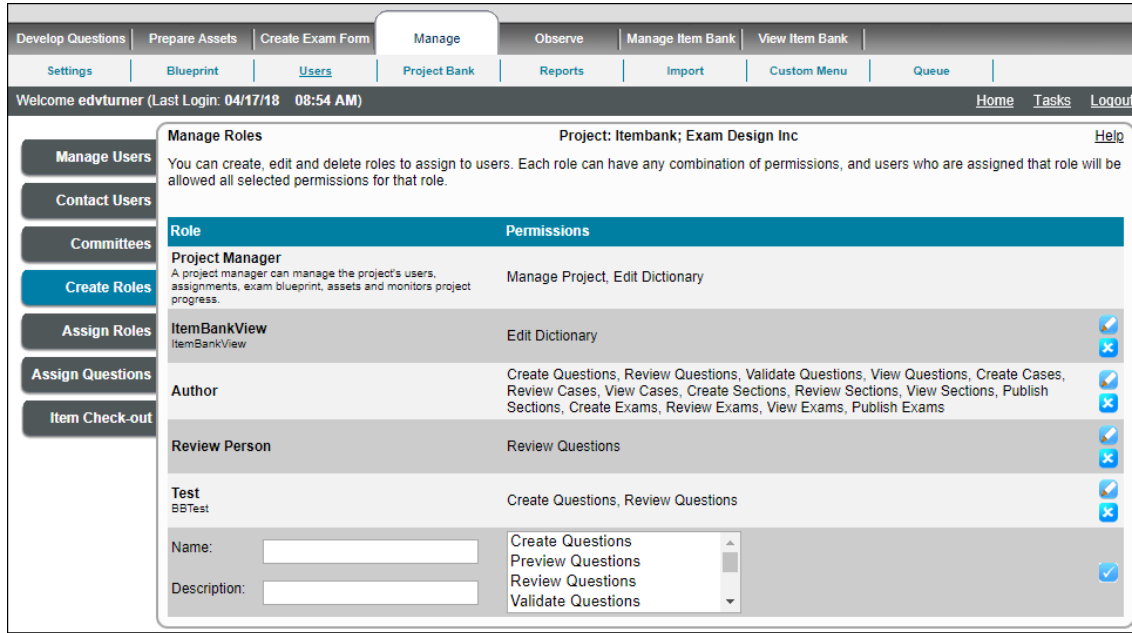 Develop Questions Prepare Assets Create Exam Form Manage Observe Manage Item Bank View Item Bank
Settings Blueprint Users Project Bank Reports Import Custom Menu Queue
Welcome edvturner (Last Login: 04/17/18 08:54 AM) Home Tasks Logout
Manage Users
Contact Users
Committees
Create Roles
Assign Roles
Assign Questions
Item Check-out
Manage Roles Project: Itembank; Exam Design Inc Help
You can create, edit and delete roles to assign to users. Each role can have any combination of permissions, and users who are assigned that role will be
allowed all selected permissions for that role.
Role Permissions
Project Manager
A project manager can manage the project's users,
assignments, exam blueprint, assets and monitors project
progress.
Manage Project, Edit Dictionary
ItemBankView
ItemBankView
Edit Dictionary
Author
Create Questions, Review Questions, Validate Questions, View Questions, Create Cases,
Review Cases, View Cases, Create Sections, Review Sections, View Sections, Publish
Sections, Create Exams, Review Exams, View Exams, Publish Exams
Review Person Review Questions
Test
BBTest
Create Questions, Review Questions
Name:
Description:
Create Questions
Preview Questions
Review Questions
Validate Questions